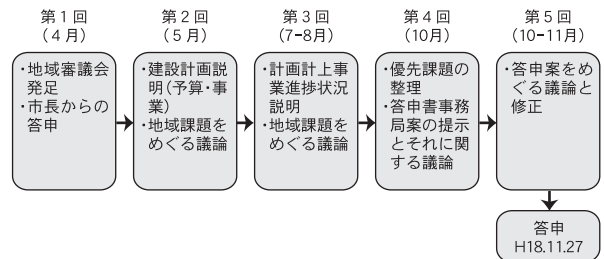 第１回
（４月）
・地域審議会
発足
・市長からの
答申
第２回
（５月）
・建設計画説
明（予算・事
業）
・地域課題を
めぐる議論
第３回
（7-8月）
・計画計上事
業進捗状況
説明
・地域課題を
めぐる議論
第４回
（10月）
・優先課題の
整理
・答申書事務
局案の提示
とそれに関
する議論
第５回
（10-11月）
・答申案をめ
ぐる議論と
修正
答申
H18.11.27